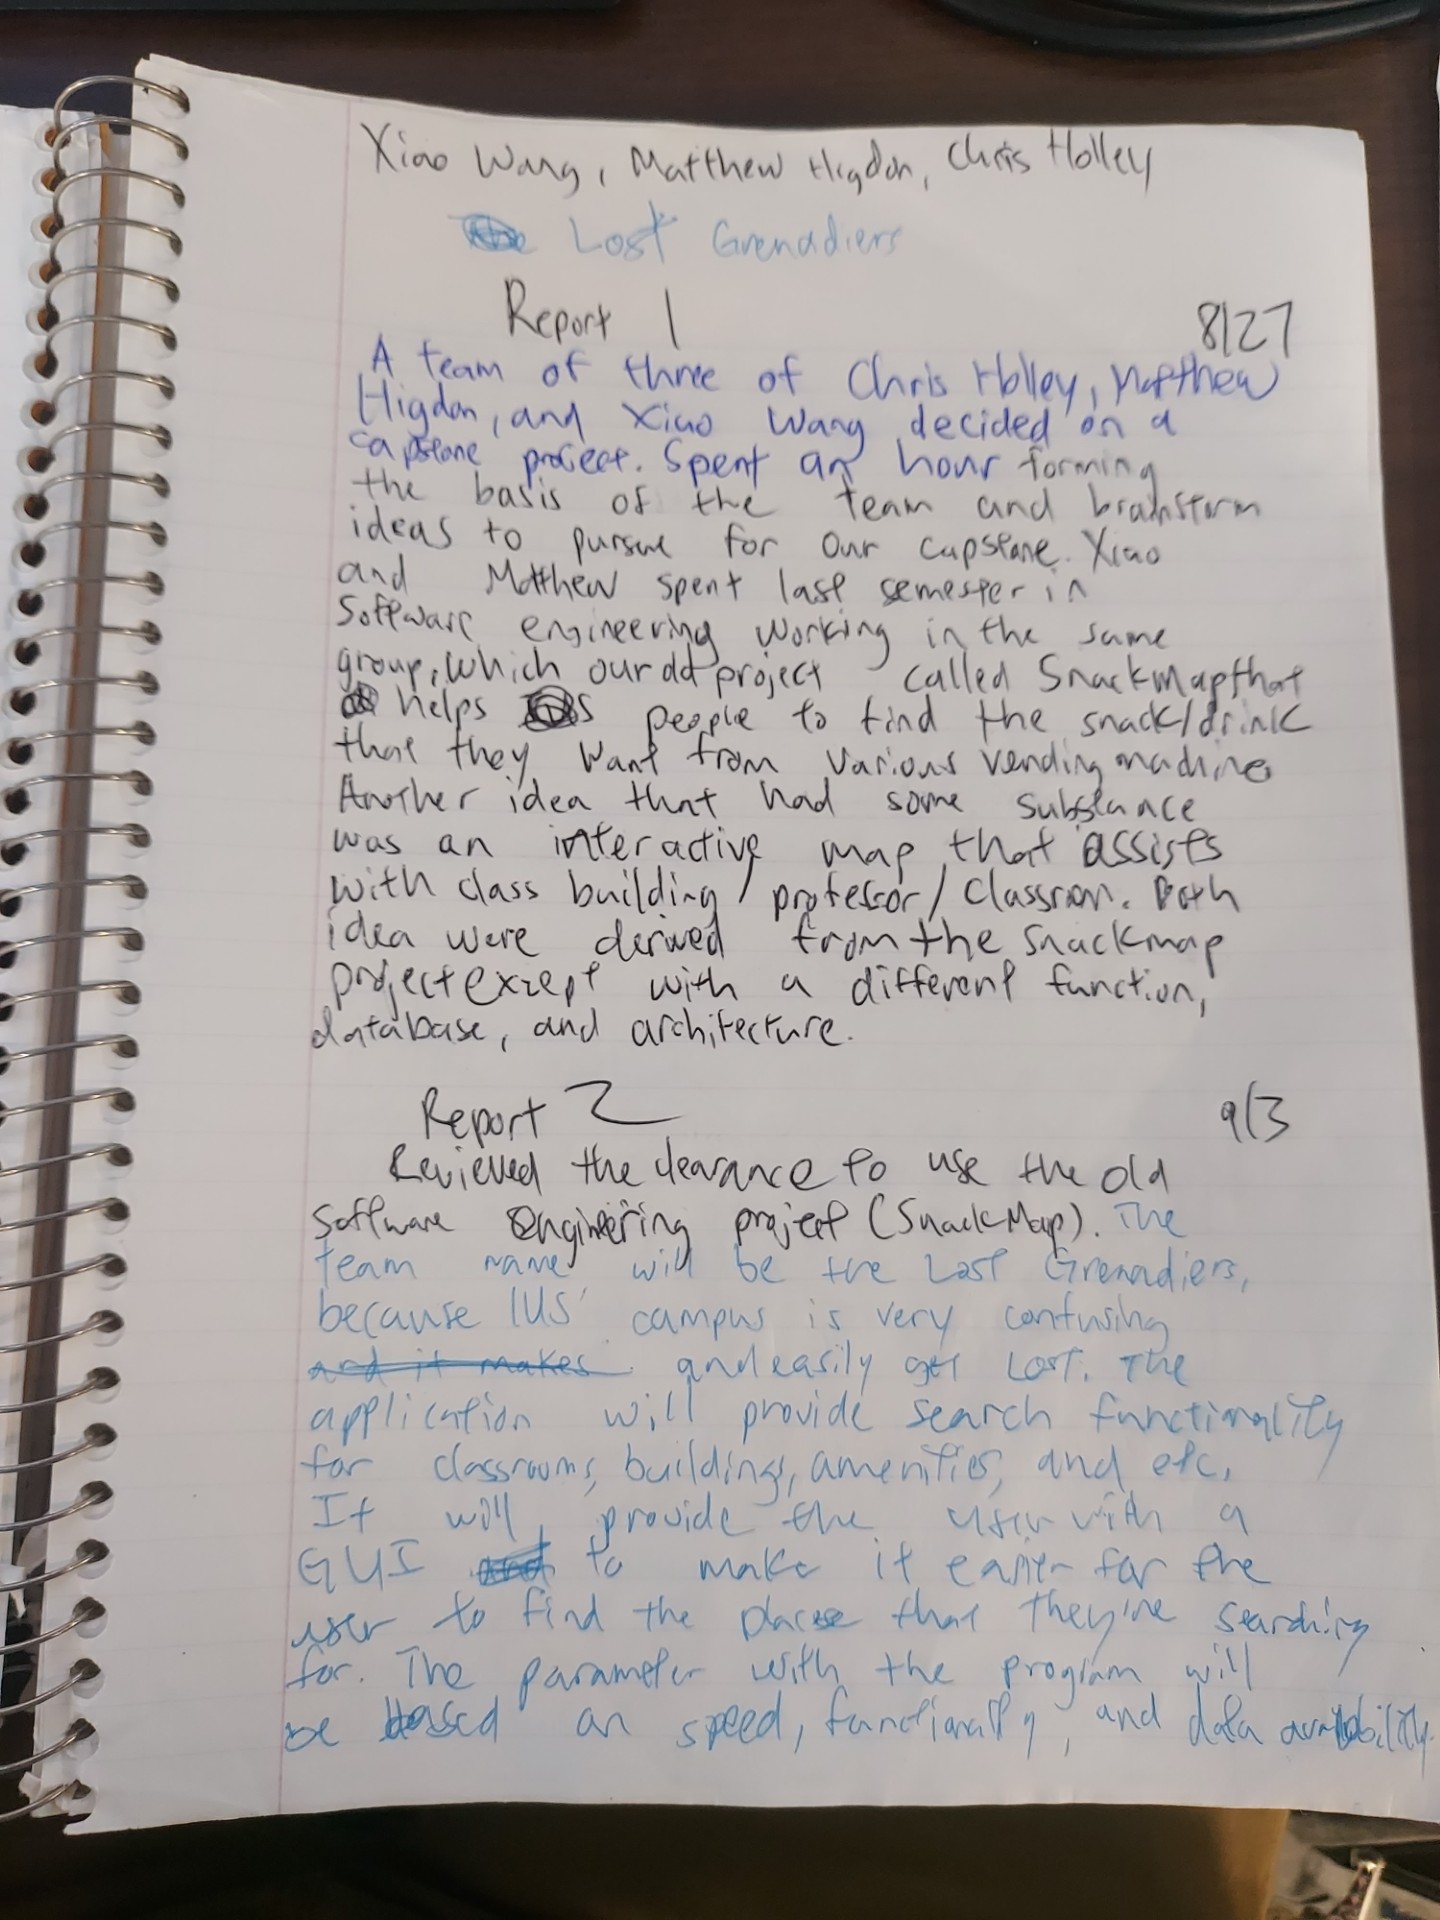 Xiao Wang, Matthew Higdon, Chris Holley
Lost Grenadiers
Report 1 8/27
A team of three of Chris Holley, Matthew
Higdon, and Xiao Wang decided on a
capstone project. Spent an hour forming
the basis of the team and brainstorm
ideas to pursue for our capstone. Xiao
and Matthew spent last semester in
Software engineering working in the same
group, which our old project called Snackmap that
helps people to find the snack/drink
that they want from various vending machines
Another idea that had some substance
was an interactive map that assists
with class building / professor / classroom. Both
idea were derived from the snackmap
project except with a different function,
database, and architecture.
Report 2 9/3
Revieved the clearance to use the old
software engineering project (SnackMap). The
team name will be the Lost Grenadiers,
because IUS' campus is very confusing
and it makes and easily get lost. The
application will provide search functionality
for classrooms, buildings, amenities, and etc.
It will provide the user with a
GUI to make it easier for the
user to find the place that they're searching
for. The parameter with the program will
be based on speed, functionality, and data availability.